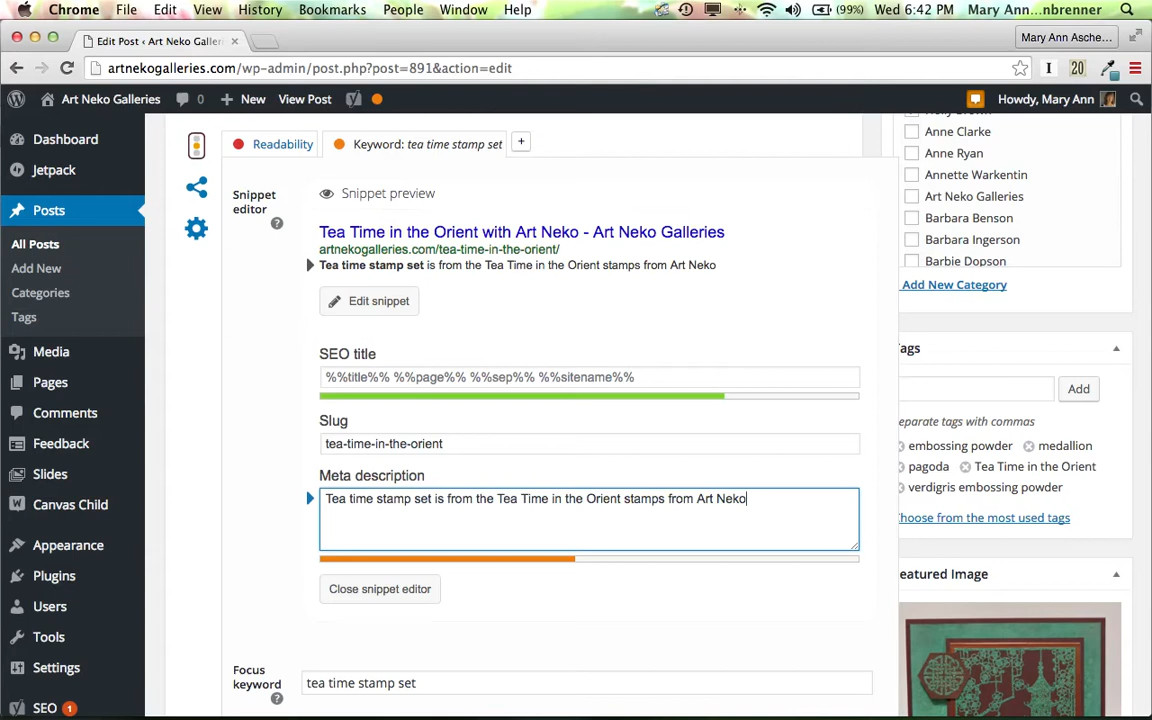 Chrome File Edit View History Bookmarks People Window Help (99%) Wed 6:42 PM Mary Ann...nbrenner
Edit Post ‹ Art Neko Galleri
Mary Ann Asche...
artnekogalleries.com/wp-admin/post.php?post=891&action=edit
20
Art Neko Galleries 0 New View Post Howdy, Mary Ann
Dashboard
Jetpack
Posts
All Posts
Add New
Categories
Tags
Media
Pages
Comments
Feedback
Slides
Canvas Child
Appearance
Plugins
Users
Tools
Settings
SEO 1
Readability
Keyword: tea time stamp set
+
Snippet
editor
?
Snippet preview
Tea Time in the Orient with Art Neko - Art Neko Galleries
artnekogalleries.com/tea-time-in-the-orient/
Tea time stamp set is from the Tea Time in the Orient stamps from Art Neko
Edit snippet
SEO title
%%title%% %%page%% %%sep%% %%sitename%%
Slug
tea-time-in-the-orient
Meta description
Tea time stamp set is from the Tea Time in the Orient stamps from Art Neko
Close snippet editor
Focus
keyword
?
tea time stamp set
Anne Clarke
Anne Ryan
Annette Warkentin
Art Neko Galleries
Barbara Benson
Barbara Ingerson
Barbie Dopson
Add New Category
ags
Add
eparate tags with commas
embossing powder medallion
pagoda Tea Time in the Orient
verdigris embossing powder
hoose from the most used tags
eatured Image